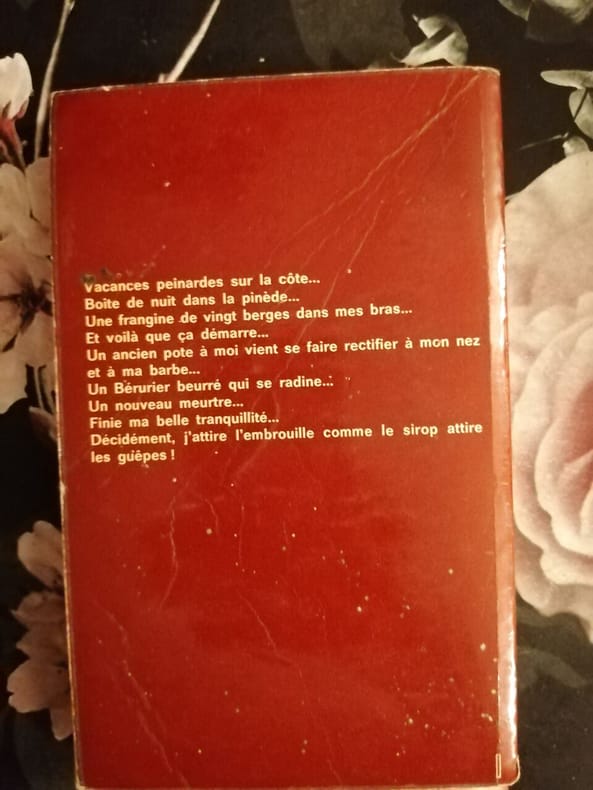 Vacances peinardes sur la côte...
Boîte de nuit dans la pinède...
Une frangine de vingt berges dans mes bras...
Et voilà que ça démarre...
Un ancien pote à moi vient se faire rectifier à mon nez
et à ma barbe...
Un Bérurier beurré qui se radine...
Un nouveau meurtre...
Finie ma belle tranquillité...
Décidément, j'attire l'embrouille comme le sirop attire
les guêpes !